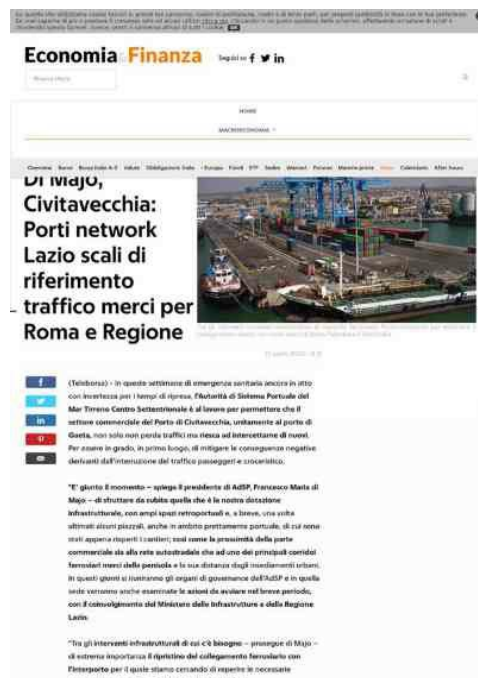 Economia&Finanza
Seguici su
HOME
MACROECONOMIA
Di Majo,
Civitavecchia:
Porti network
Lazio scali di
riferimento
traffico merci per
Roma e Regione
(Teleborsa) - In queste settimane di emergenza sanitaria ancora in atto
con incertezza per i tempi di ripresa, l'Autorità di Sistema Portuale del
Mar Tirreno Centro Settentrionale è al lavoro per permettere che il
settore commerciale del Porto di Civitavecchia, unitamente al porto di
Gaeta, non solo non perda traffici ma riesca ad intercettarne di nuovi.
Per essere in grado, in primo luogo, di mitigare le conseguenze negative
derivanti dall'interruzione del traffico passeggeri e crocieristico.
"E' giunto il momento – spiega il presidente di AdSP, Francesco Maria di
Majo – di sfruttare da subito quella che è la nostra dotazione
infrastrutturale, con ampi spazi retroportuali e, a breve, una volta
ultimati alcuni piazzali, anche in ambito prettamente portuale, di cui sono
stati appena riaperti i cantieri; così come la prossimità della parte
commerciale sia alla rete autostradale che ad uno dei principali corridoi
ferroviari merci della penisola e la sua distanza dagli insediamenti urbani.
In questi giorni si riuniranno gli organi di governance dell'AdSP e in quella
sede verranno anche esaminate le azioni da avviare nel breve periodo,
con il coinvolgimento del Ministero delle Infrastrutture e della Regione
Lazio.
"Tra gli interventi infrastrutturali di cui c'è bisogno – prosegue di Majo –
di estrema importanza il ripristino del collegamento ferroviario con
l'interporto per il quale stiamo cercando di reperire le necessarie